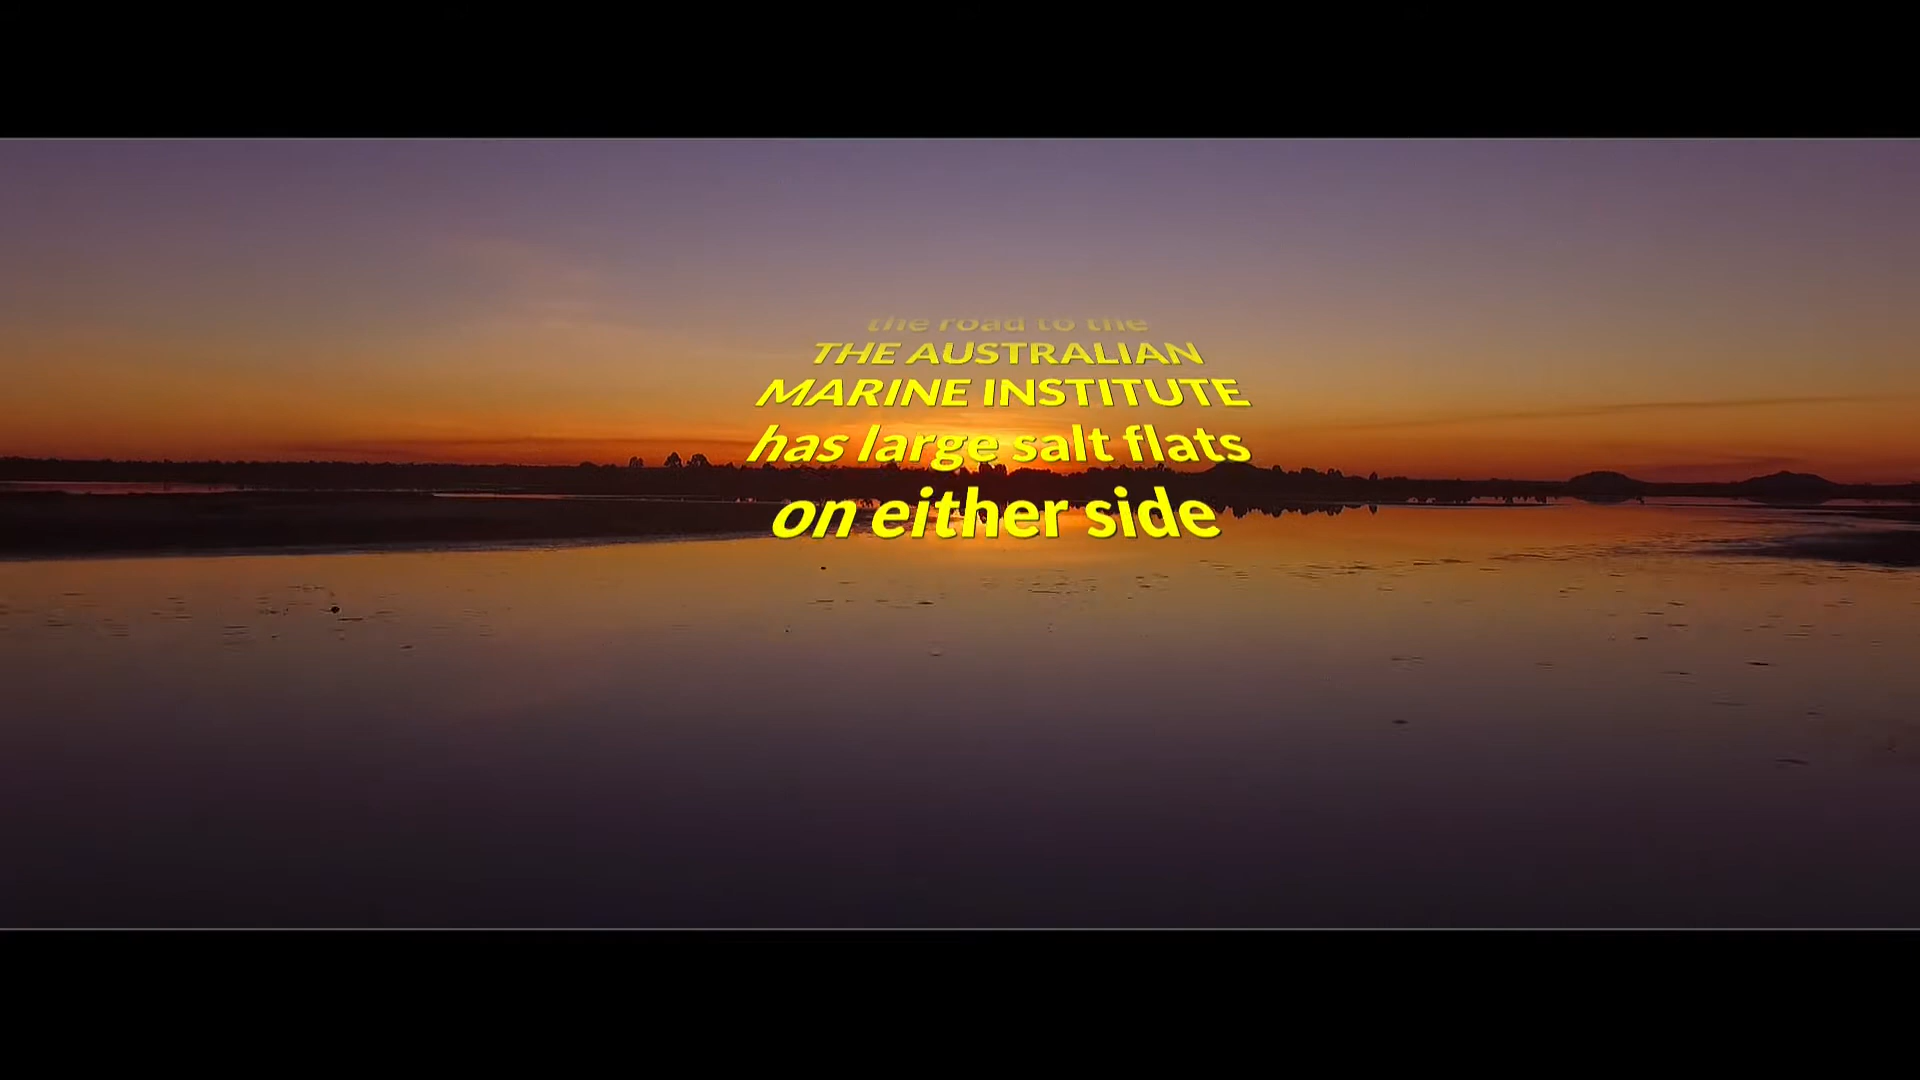 the road to the
THE AUSTRALIAN
MARINE INSTITUTE
has large salt flats
on either side